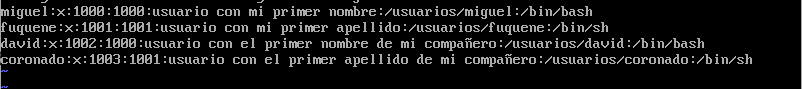 miguel:x:1000:1000:usuario con mi primer nombre:/usuarios/miguel:/bin/bash
fuquene:x:1001:1001:usuario con mi primer apellido:/usuarios/fuquene:/bin/sh
david:x:1002:1000:usuario con el primer nombre de mi compañero:/usuarios/david:/bin/bash
coronado:x:1003:1001:usuario con el primer apellido de mi compañero:/usuarios/coronado:/bin/sh
~
~